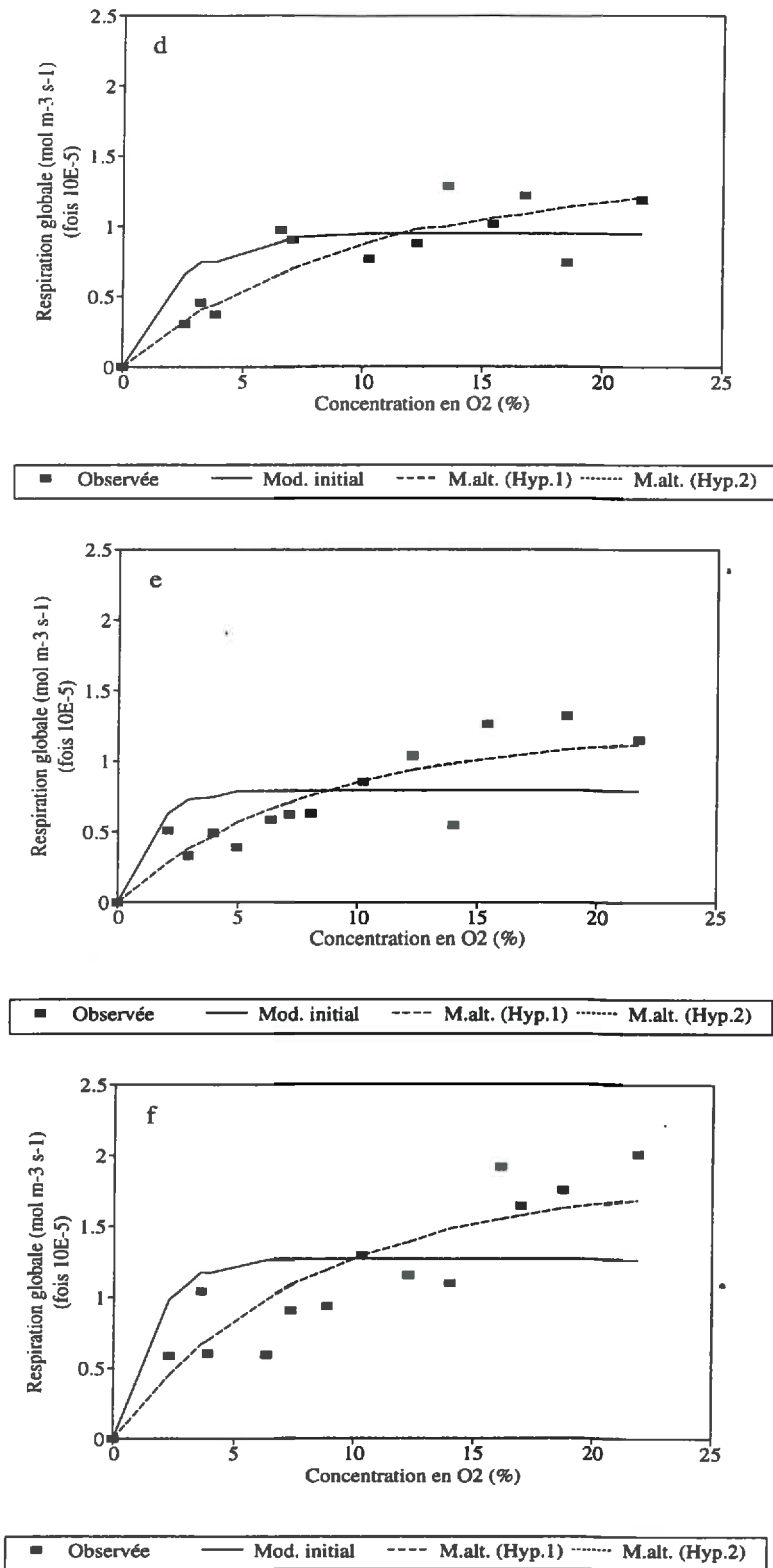 d
Respiration globale (mol m-3 s-1)
(fois 10E-5)
2.5
2
1.5
1
0.5
0
0 5 10 15 20 25
Concentration en O2 (%)
Observée Mod. initial M.alt. (Hyp.1) M.alt. (Hyp.2)
e
Respiration globale (mol m-3 s-1)
(fois 10E-5)
2.5
2
1.5
1
0.5
0
0 5 10 15 20 25
Concentration en O2 (%)
Observée Mod. initial M.alt. (Hyp.1) M.alt. (Hyp.2)
f
Respiration globale (mol m-3 s-1)
(fois 10E-5)
2.5
2
1.5
1
0.5
0
0 5 10 15 20 25
Concentration en O2 (%)
Observée Mod. initial M.alt. (Hyp.1) M.alt. (Hyp.2)